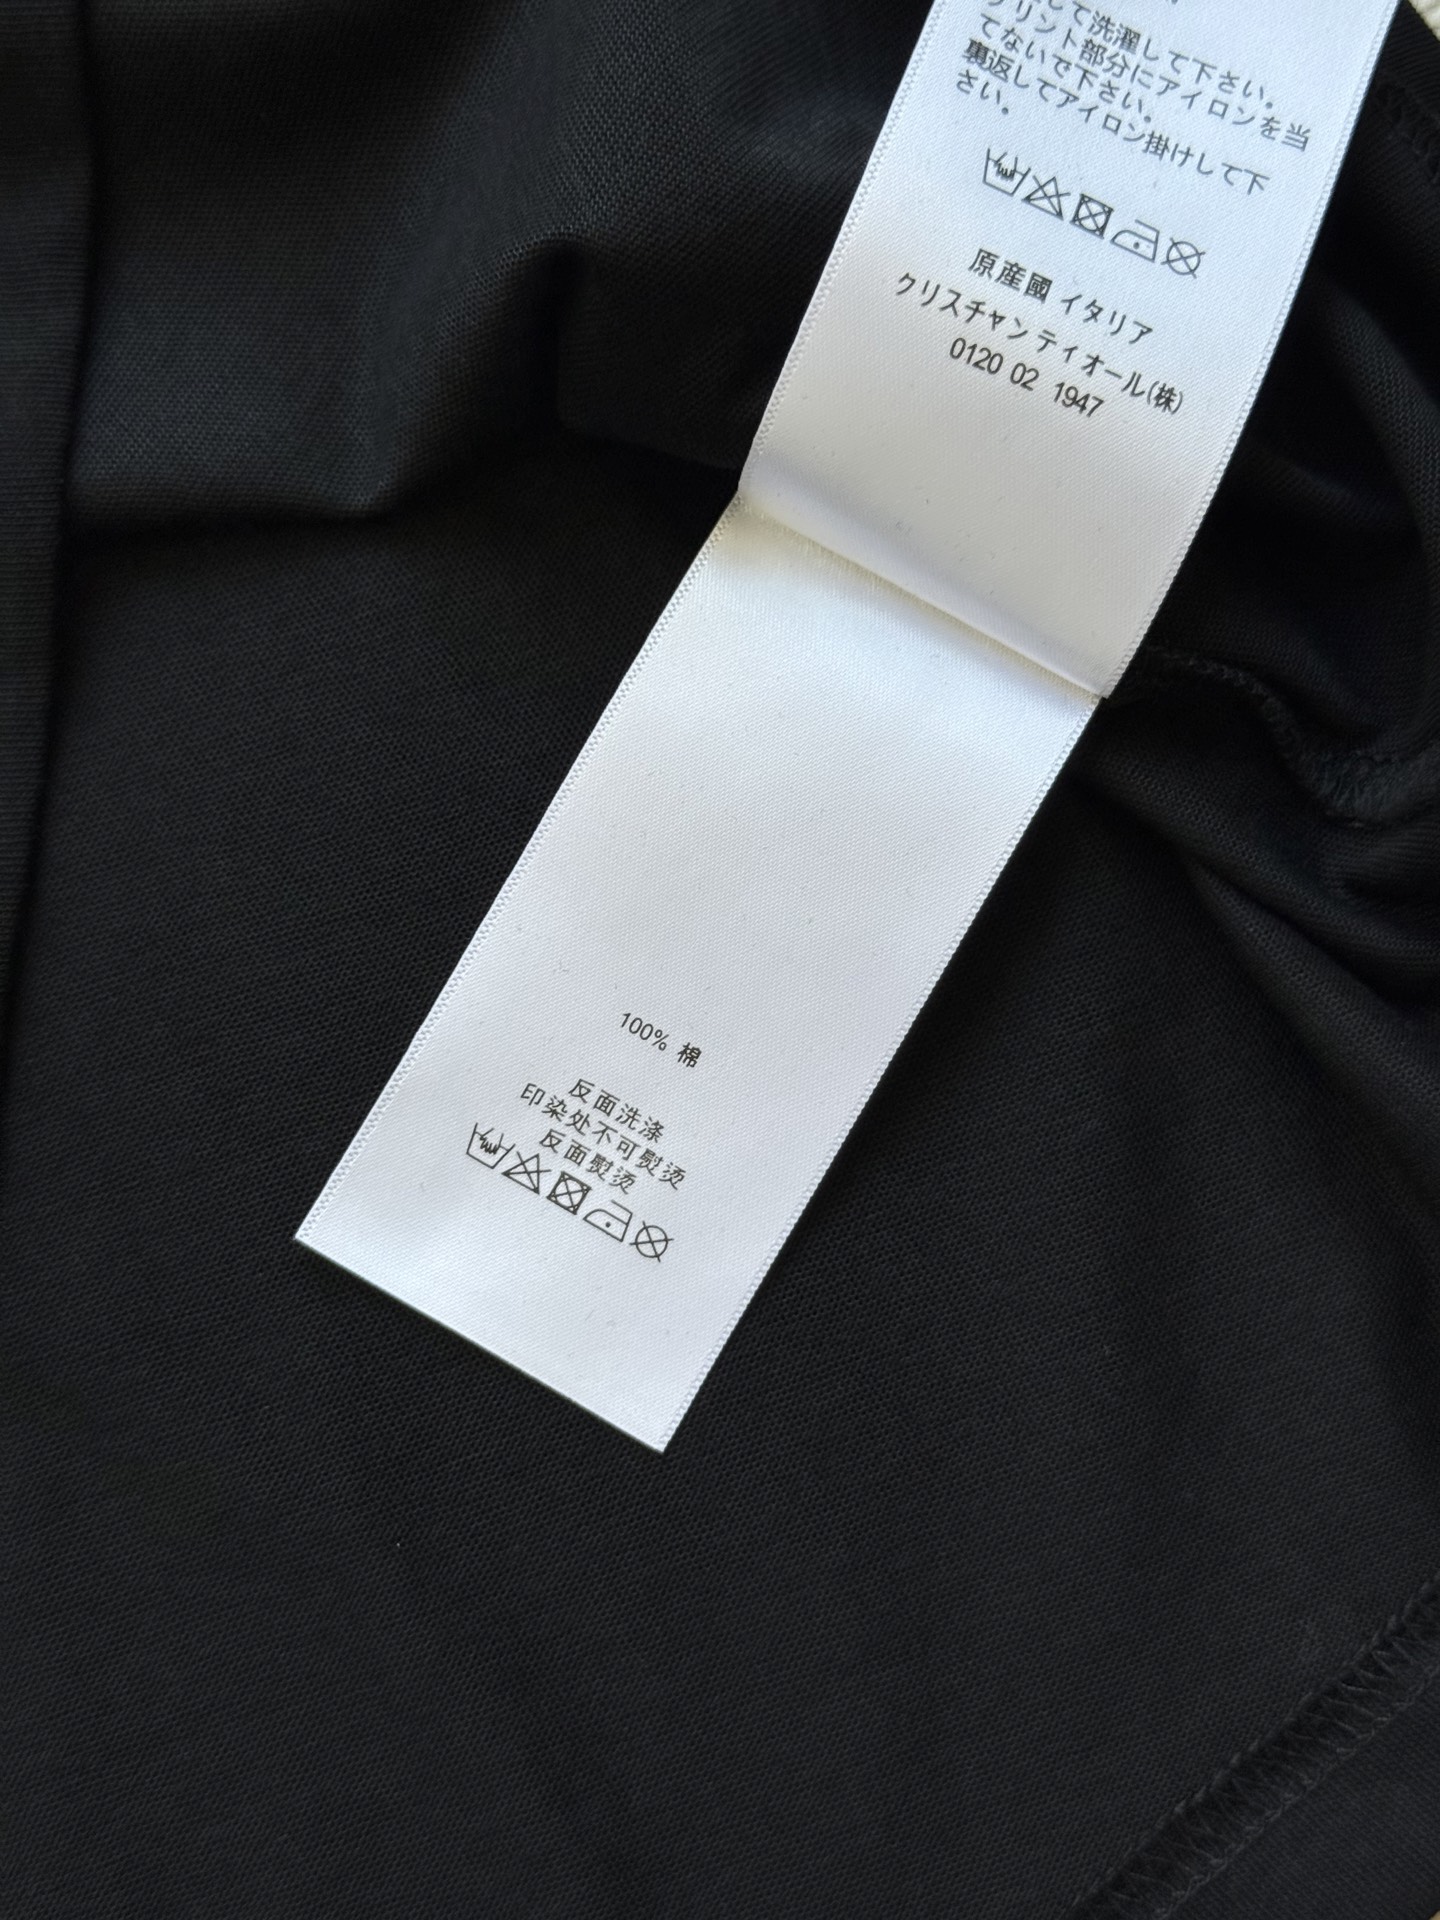 して洗濯して下さい。
プリント部分にアイロンを当
てないで下さい。
裏返してアイロン掛けして下
さい。
原産國 イタリア
クリスチャン ディオール(株)
0120 02 1947
100% 棉
反面洗涤
印染处不可熨烫
反面熨烫